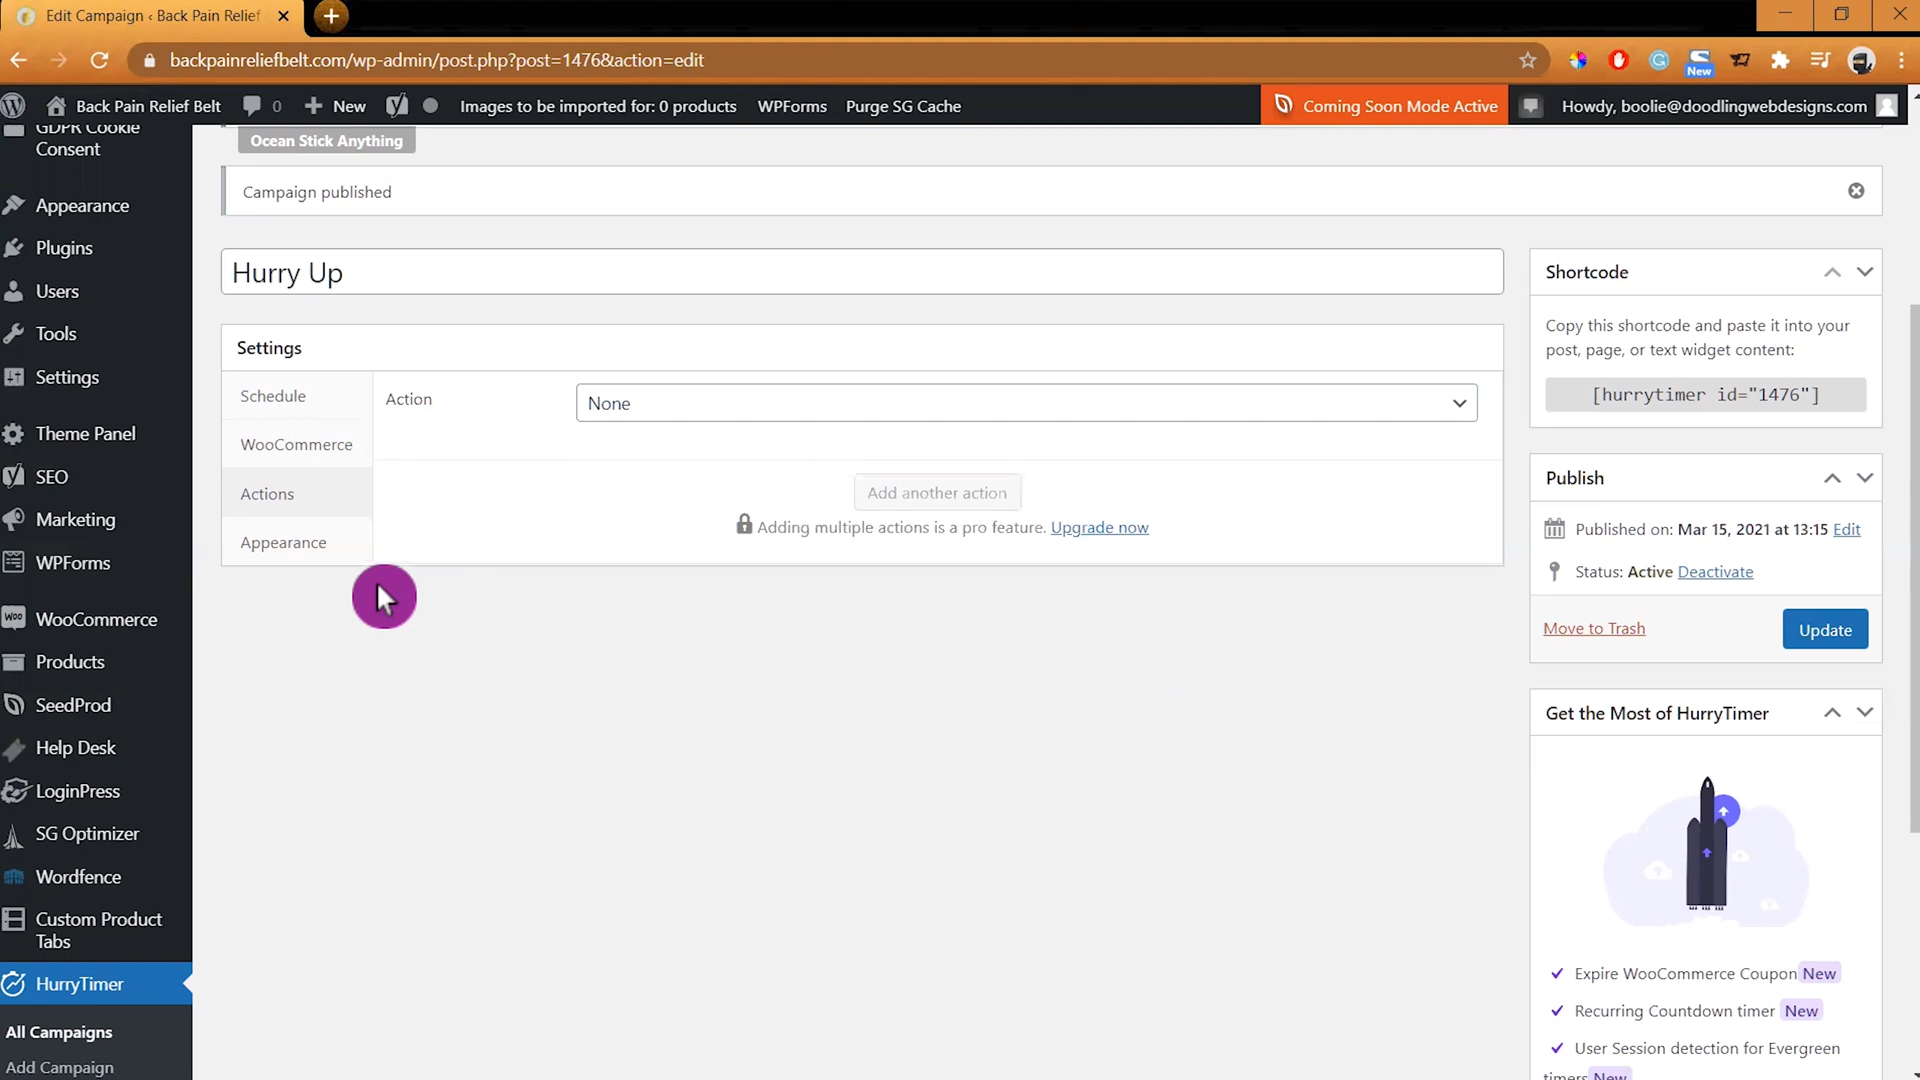 Edit Campaign ‹ Back Pain Relief
backpainreliefbelt.com/wp-admin/post.php?post=1476&action=edit
New
Back Pain Relief Belt
0
New
Images to be imported for: 0 products
WPForms
Purge SG Cache
Coming Soon Mode Active
Howdy, boolie@doodlingwebdesigns.com
GDPR Cookie
Consent
Appearance
Plugins
Users
Tools
Settings
Theme Panel
SEO
Marketing
WPForms
WooCommerce
Products
SeedProd
Help Desk
LoginPress
SG Optimizer
Wordfence
Custom Product
Tabs
HurryTimer
All Campaigns
Add Campaign
Ocean Stick Anything
Campaign published
Hurry Up
Settings
Schedule
WooCommerce
Actions
Appearance
Action
None
Add another action
Adding multiple actions is a pro feature. Upgrade now
Shortcode
Copy this shortcode and paste it into your
post, page, or text widget content:
[hurrytimer id="1476"]
Publish
Published on: Mar 15, 2021 at 13:15 Edit
Status: Active Deactivate
Move to Trash
Update
Get the Most of HurryTimer
Expire WooCommerce Coupon New
Recurring Countdown timer New
User Session detection for Evergreen
timers New